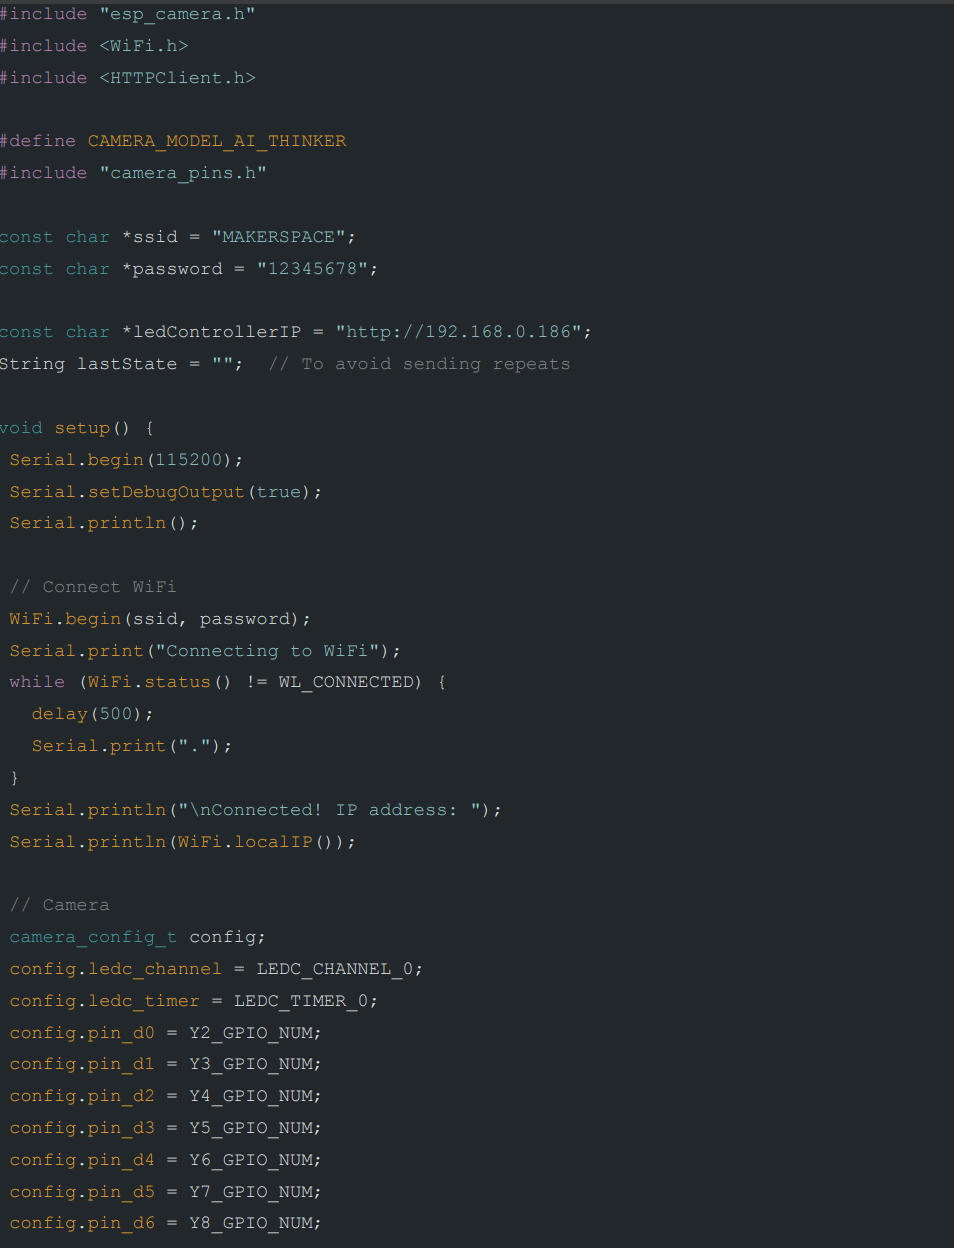 #include "esp_camera.h"
#include <WiFi.h>
#include <HTTPClient.h>
#define CAMERA_MODEL_AI_THINKER
#include "camera_pins.h"
const char *ssid = "MAKERSPACE";
const char *password = "12345678";
const char *ledControllerIP = "http://192.168.0.186";
String lastState = "";  // To avoid sending repeats
void setup() {
Serial.begin(115200);
Serial.setDebugOutput(true);
Serial.println();
// Connect WiFi
WiFi.begin(ssid, password);
Serial.print("Connecting to WiFi");
while (WiFi.status() != WL_CONNECTED) {
delay(500);
Serial.print(".");
}
Serial.println("\nConnected! IP address: ");
Serial.println(WiFi.localIP());
// Camera
camera_config_t config;
config.ledc_channel = LEDC_CHANNEL_0;
config.ledc_timer = LEDC_TIMER_0;
config.pin_d0 = Y2_GPIO_NUM;
config.pin_d1 = Y3_GPIO_NUM;
config.pin_d2 = Y4_GPIO_NUM;
config.pin_d3 = Y5_GPIO_NUM;
config.pin_d4 = Y6_GPIO_NUM;
config.pin_d5 = Y7_GPIO_NUM;
config.pin_d6 = Y8_GPIO_NUM;